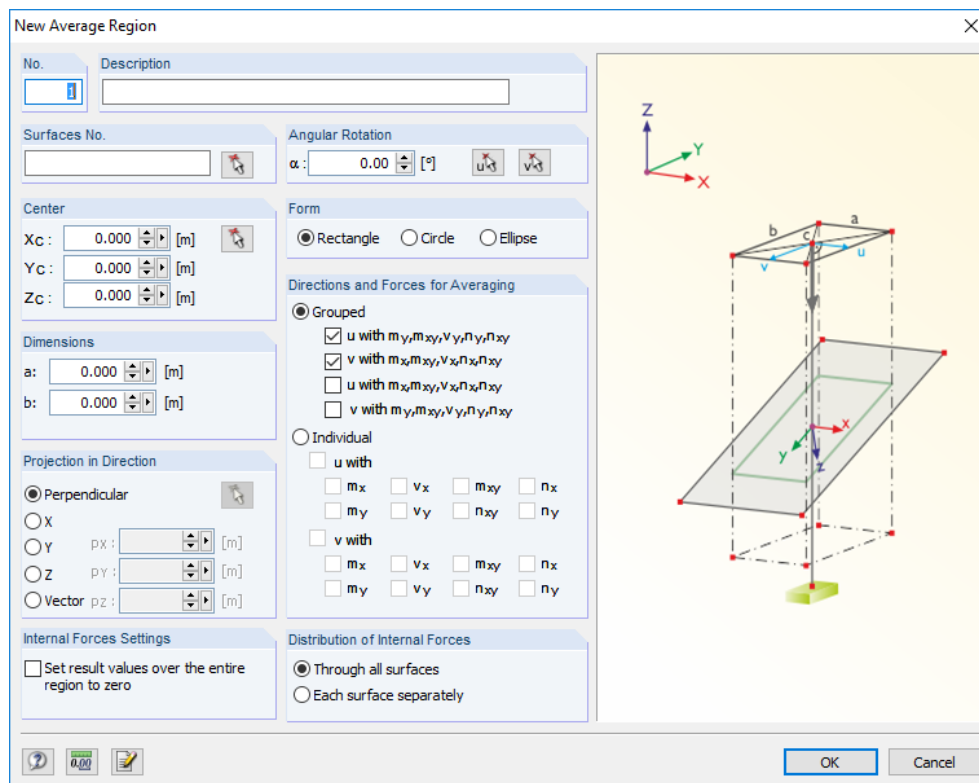 New Average Region
No. Description
1
Surfaces No. Angular Rotation
α : 0.00 [°] u v
Center Form
XC : 0.000 [m] Rectangle Circle Ellipse
YC : 0.000 [m]
ZC : 0.000 [m]
Directions and Forces for Averaging
Grouped
u with my,mxy,vy,ny,nxy
v with mx,mxy,vx,nx,nxy
u with mx,mxy,vx,nx,nxy
v with my,mxy,vy,ny,nxy
Individual
u with
mx vx mxy nx
my vy nxy ny
v with
mx vx mxy nx
my vy nxy ny
Dimensions
a: 0.000 [m]
b: 0.000 [m]
Projection in Direction
Perpendicular
X
Y pX : [m]
Z pY : [m]
Vector pZ : [m]
Internal Forces Settings
Set result values over the entire
region to zero
Distribution of Internal Forces
Through all surfaces
Each surface separately
Z
Y
X
b c a
v u
x
y
z
0.00
OK Cancel